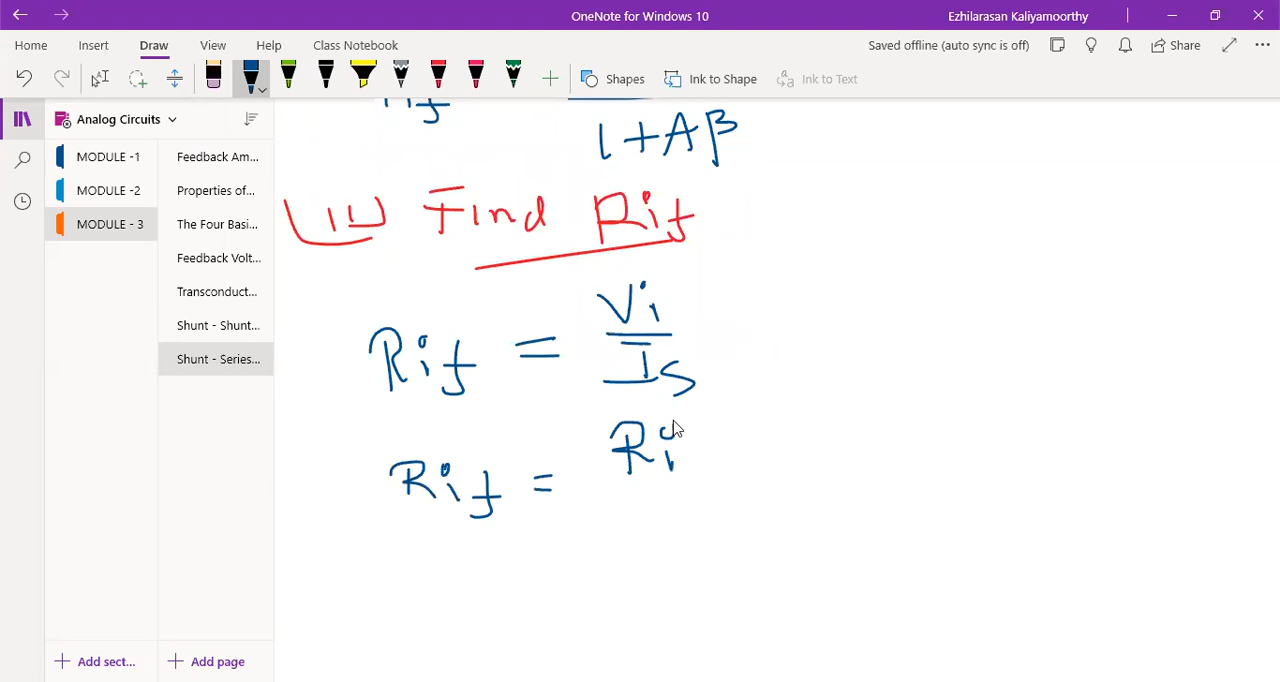 OneNote for Windows 10
Ezhilarasan Kaliyamoorthy
Home Insert Draw View Help Class Notebook
Saved offline (auto sync is off) Share
Shapes Ink to Shape Ink to Text
Analog Circuits
MODULE -1
MODULE -2
MODULE - 3
Feedback Am...
Properties of...
The Four Basi...
Feedback Volt...
Transconduct...
Shunt - Shunt...
Shunt - Series...
Add sect...
Add page
1 + Aβ
Find Rif
Rif = Vi
Is
Rif = Ri